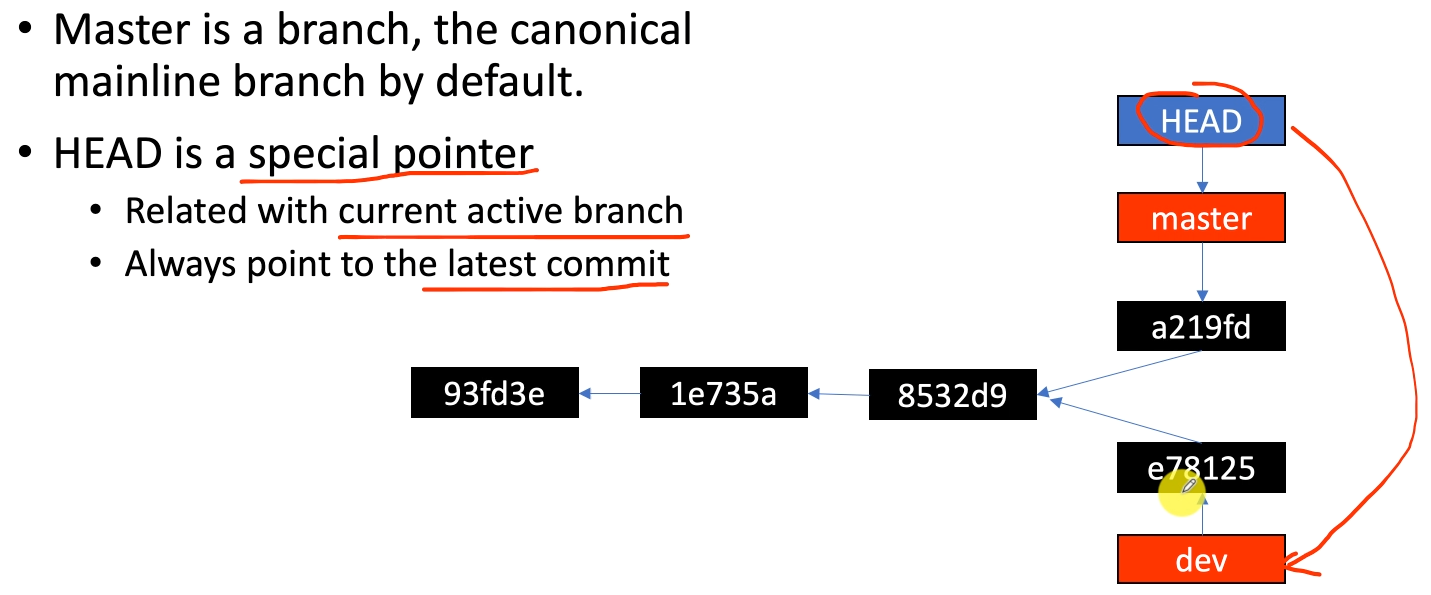 • Master is a branch, the canonical
mainline branch by default.
• HEAD is a special pointer
• Related with current active branch
• Always point to the latest commit
HEAD
master
a219fd
93fd3e
1e735a
8532d9
e78125
dev